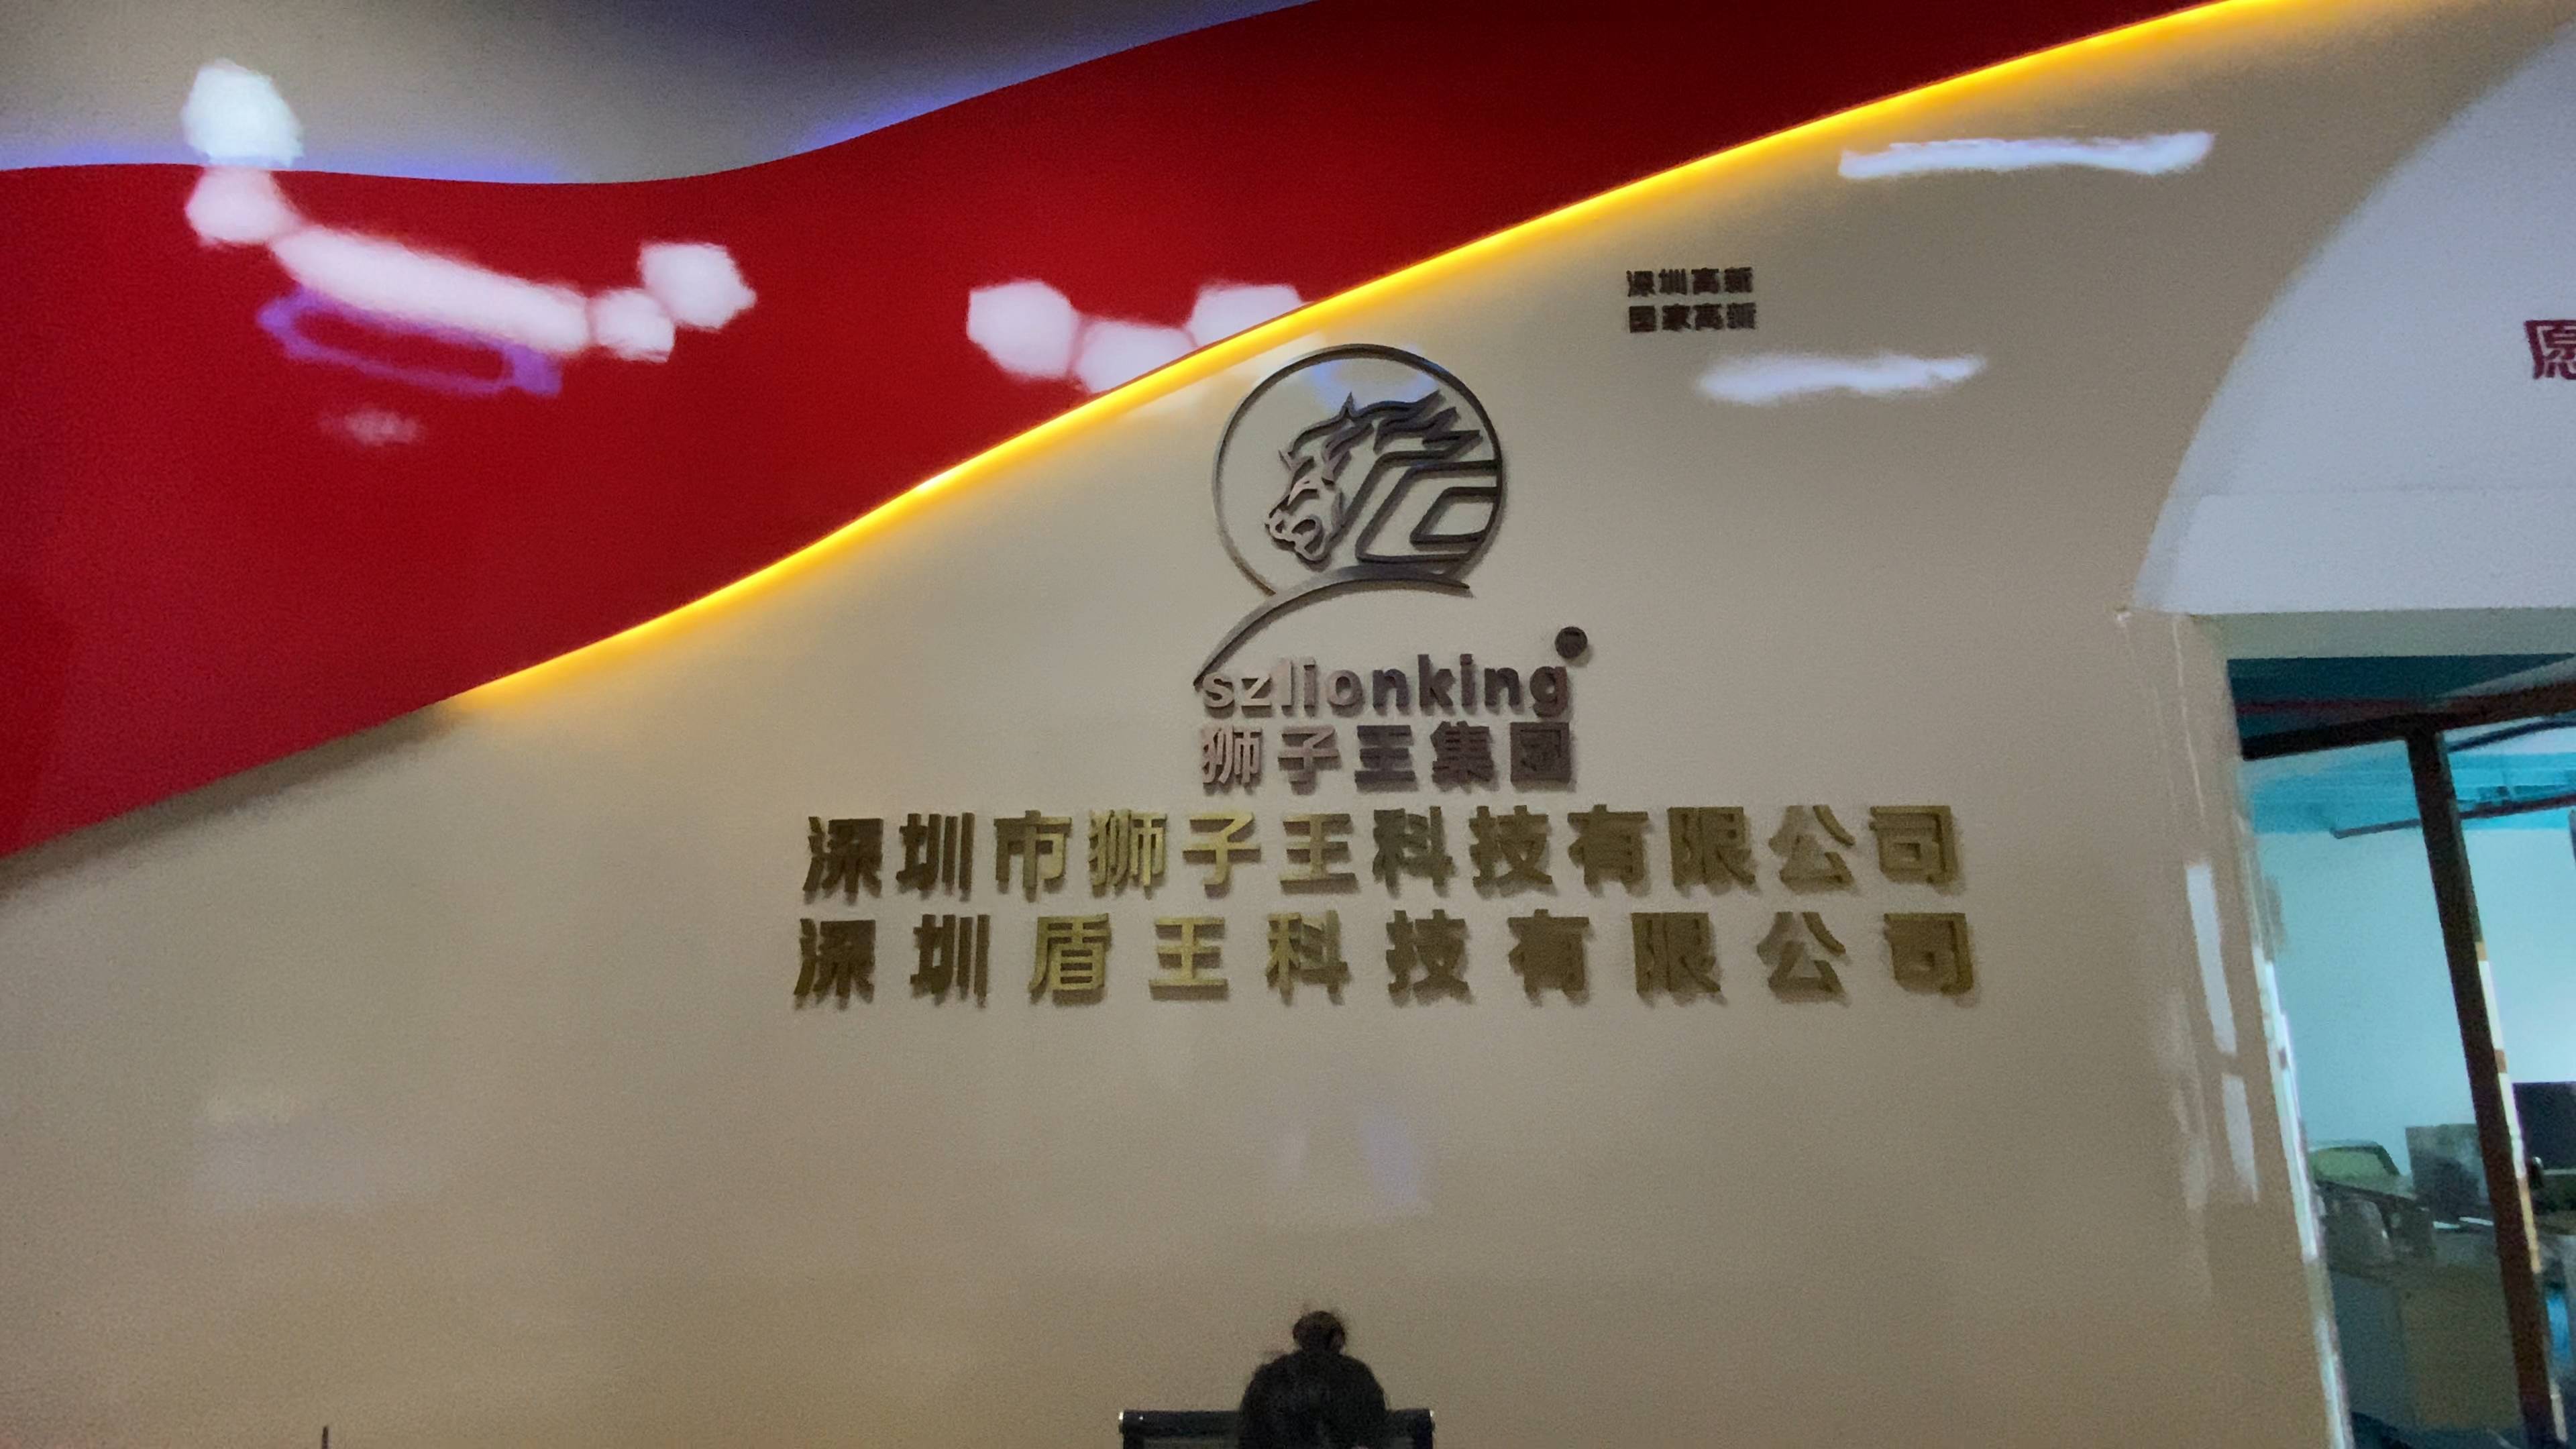 深圳高新
国家高新
愿
szlionking
狮子王集团
深圳市狮子王科技有限公司
深圳盾王科技有限公司